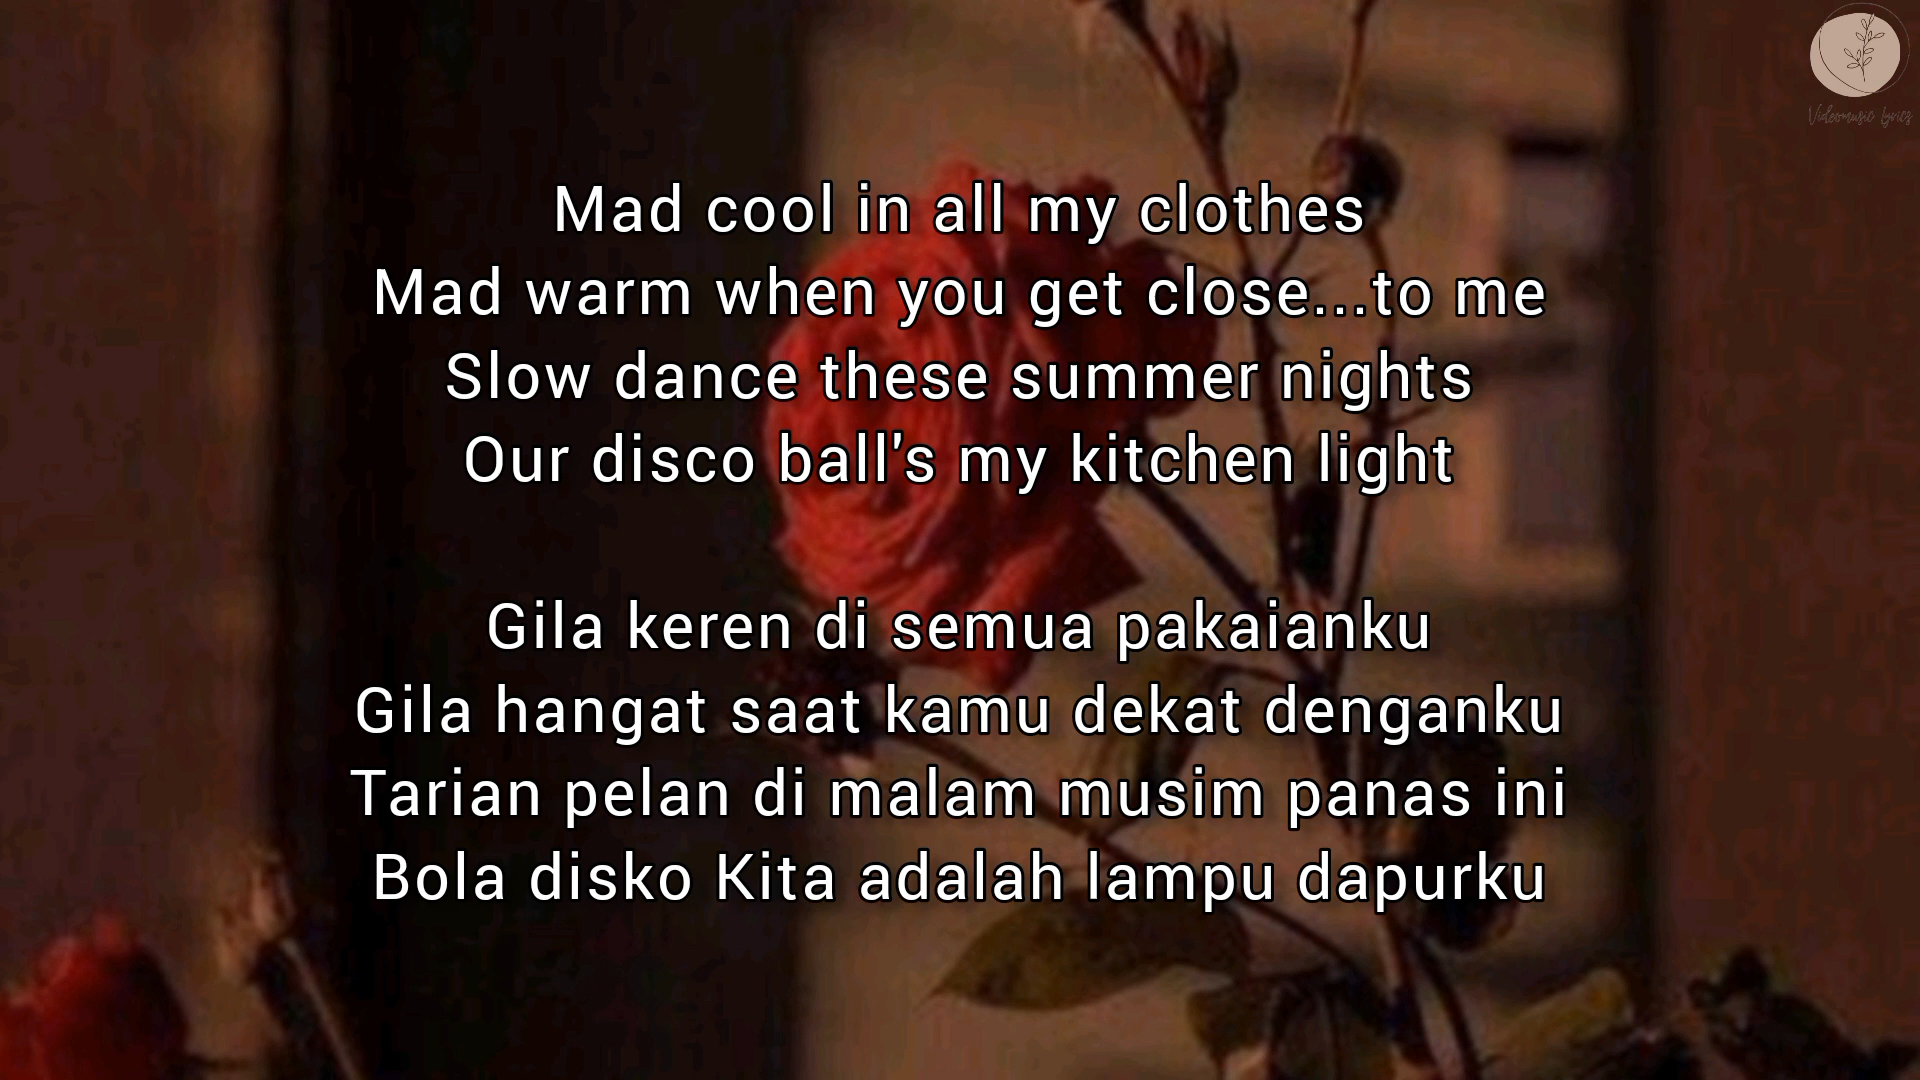 Videomusic lyrics
Mad cool in all my clothes
Mad warm when you get close...to me
Slow dance these summer nights
Our disco ball's my kitchen light
Gila keren di semua pakaianku
Gila hangat saat kamu dekat denganku
Tarian pelan di malam musim panas ini
Bola disko Kita adalah lampu dapurku